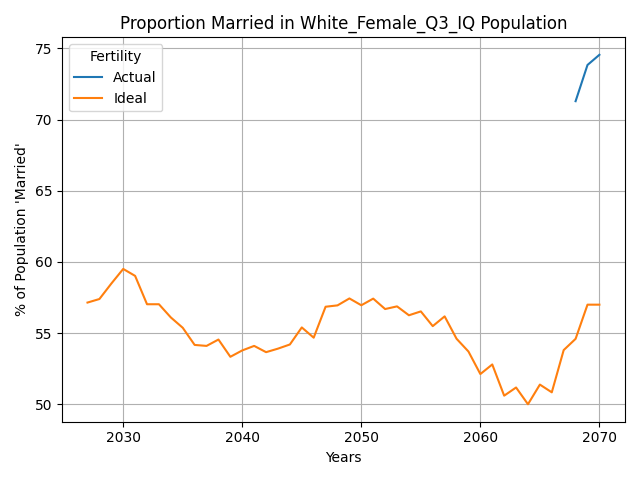 Proportion Married in White_Female_Q3_IQ Population
% of Population 'Married'
75
70
65
60
55
50
Fertility
Actual
Ideal
2030 2040 2050 2060 2070
Years